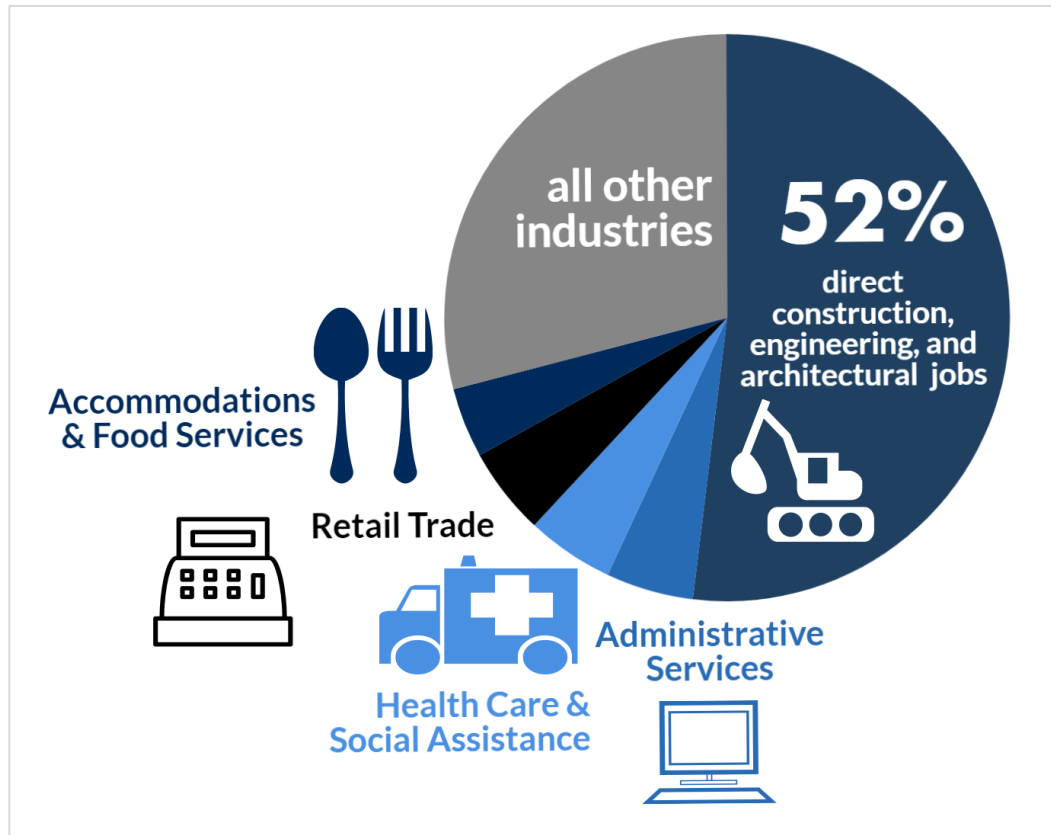 all other
industries
52%
direct
construction,
engineering, and
architectural jobs
Accommodations
& Food Services
Retail Trade
Health Care &
Social Assistance
Administrative
Services